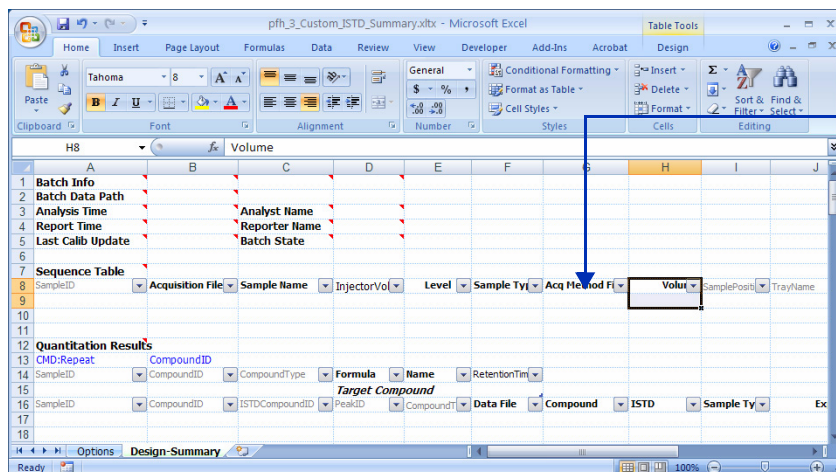 pfh_3_Custom_ISTD_Summary.xltx - Microsoft Excel
Table Tools
Home Insert Page Layout Formulas Data Review View Developer Add-Ins Acrobat Design
Paste
Tahoma 8 A A
General
Conditional Formatting
Insert
Σ
B I U A
$ % ,
Format as Table
Delete
Sort & Find &
Cell Styles
Format
Filter Select
Clipboard Font Alignment Number Styles Cells Editing
H8 fx Volume
A B C D E F G H I J
1 Batch Info
2 Batch Data Path
3 Analysis Time Analyst Name
4 Report Time Reporter Name
5 Last Calib Update Batch State
6
7 Sequence Table
8 SampleID Acquisition File Sample Name InjectorVol Level Sample Typ Acq Method Fi Volur SamplePositi TrayName
9
10
11
12 Quantitation Results
13 CMD:Repeat CompoundID
14 SampleID CompoundID CompoundType Formula Name RetentionTim
15 Target Compound
16 SampleID CompoundID ISTDCompoundID PeakID CompoundT Data File Compound ISTD Sample Ty Ex
17
18
Options Design-Summary
Ready 100%